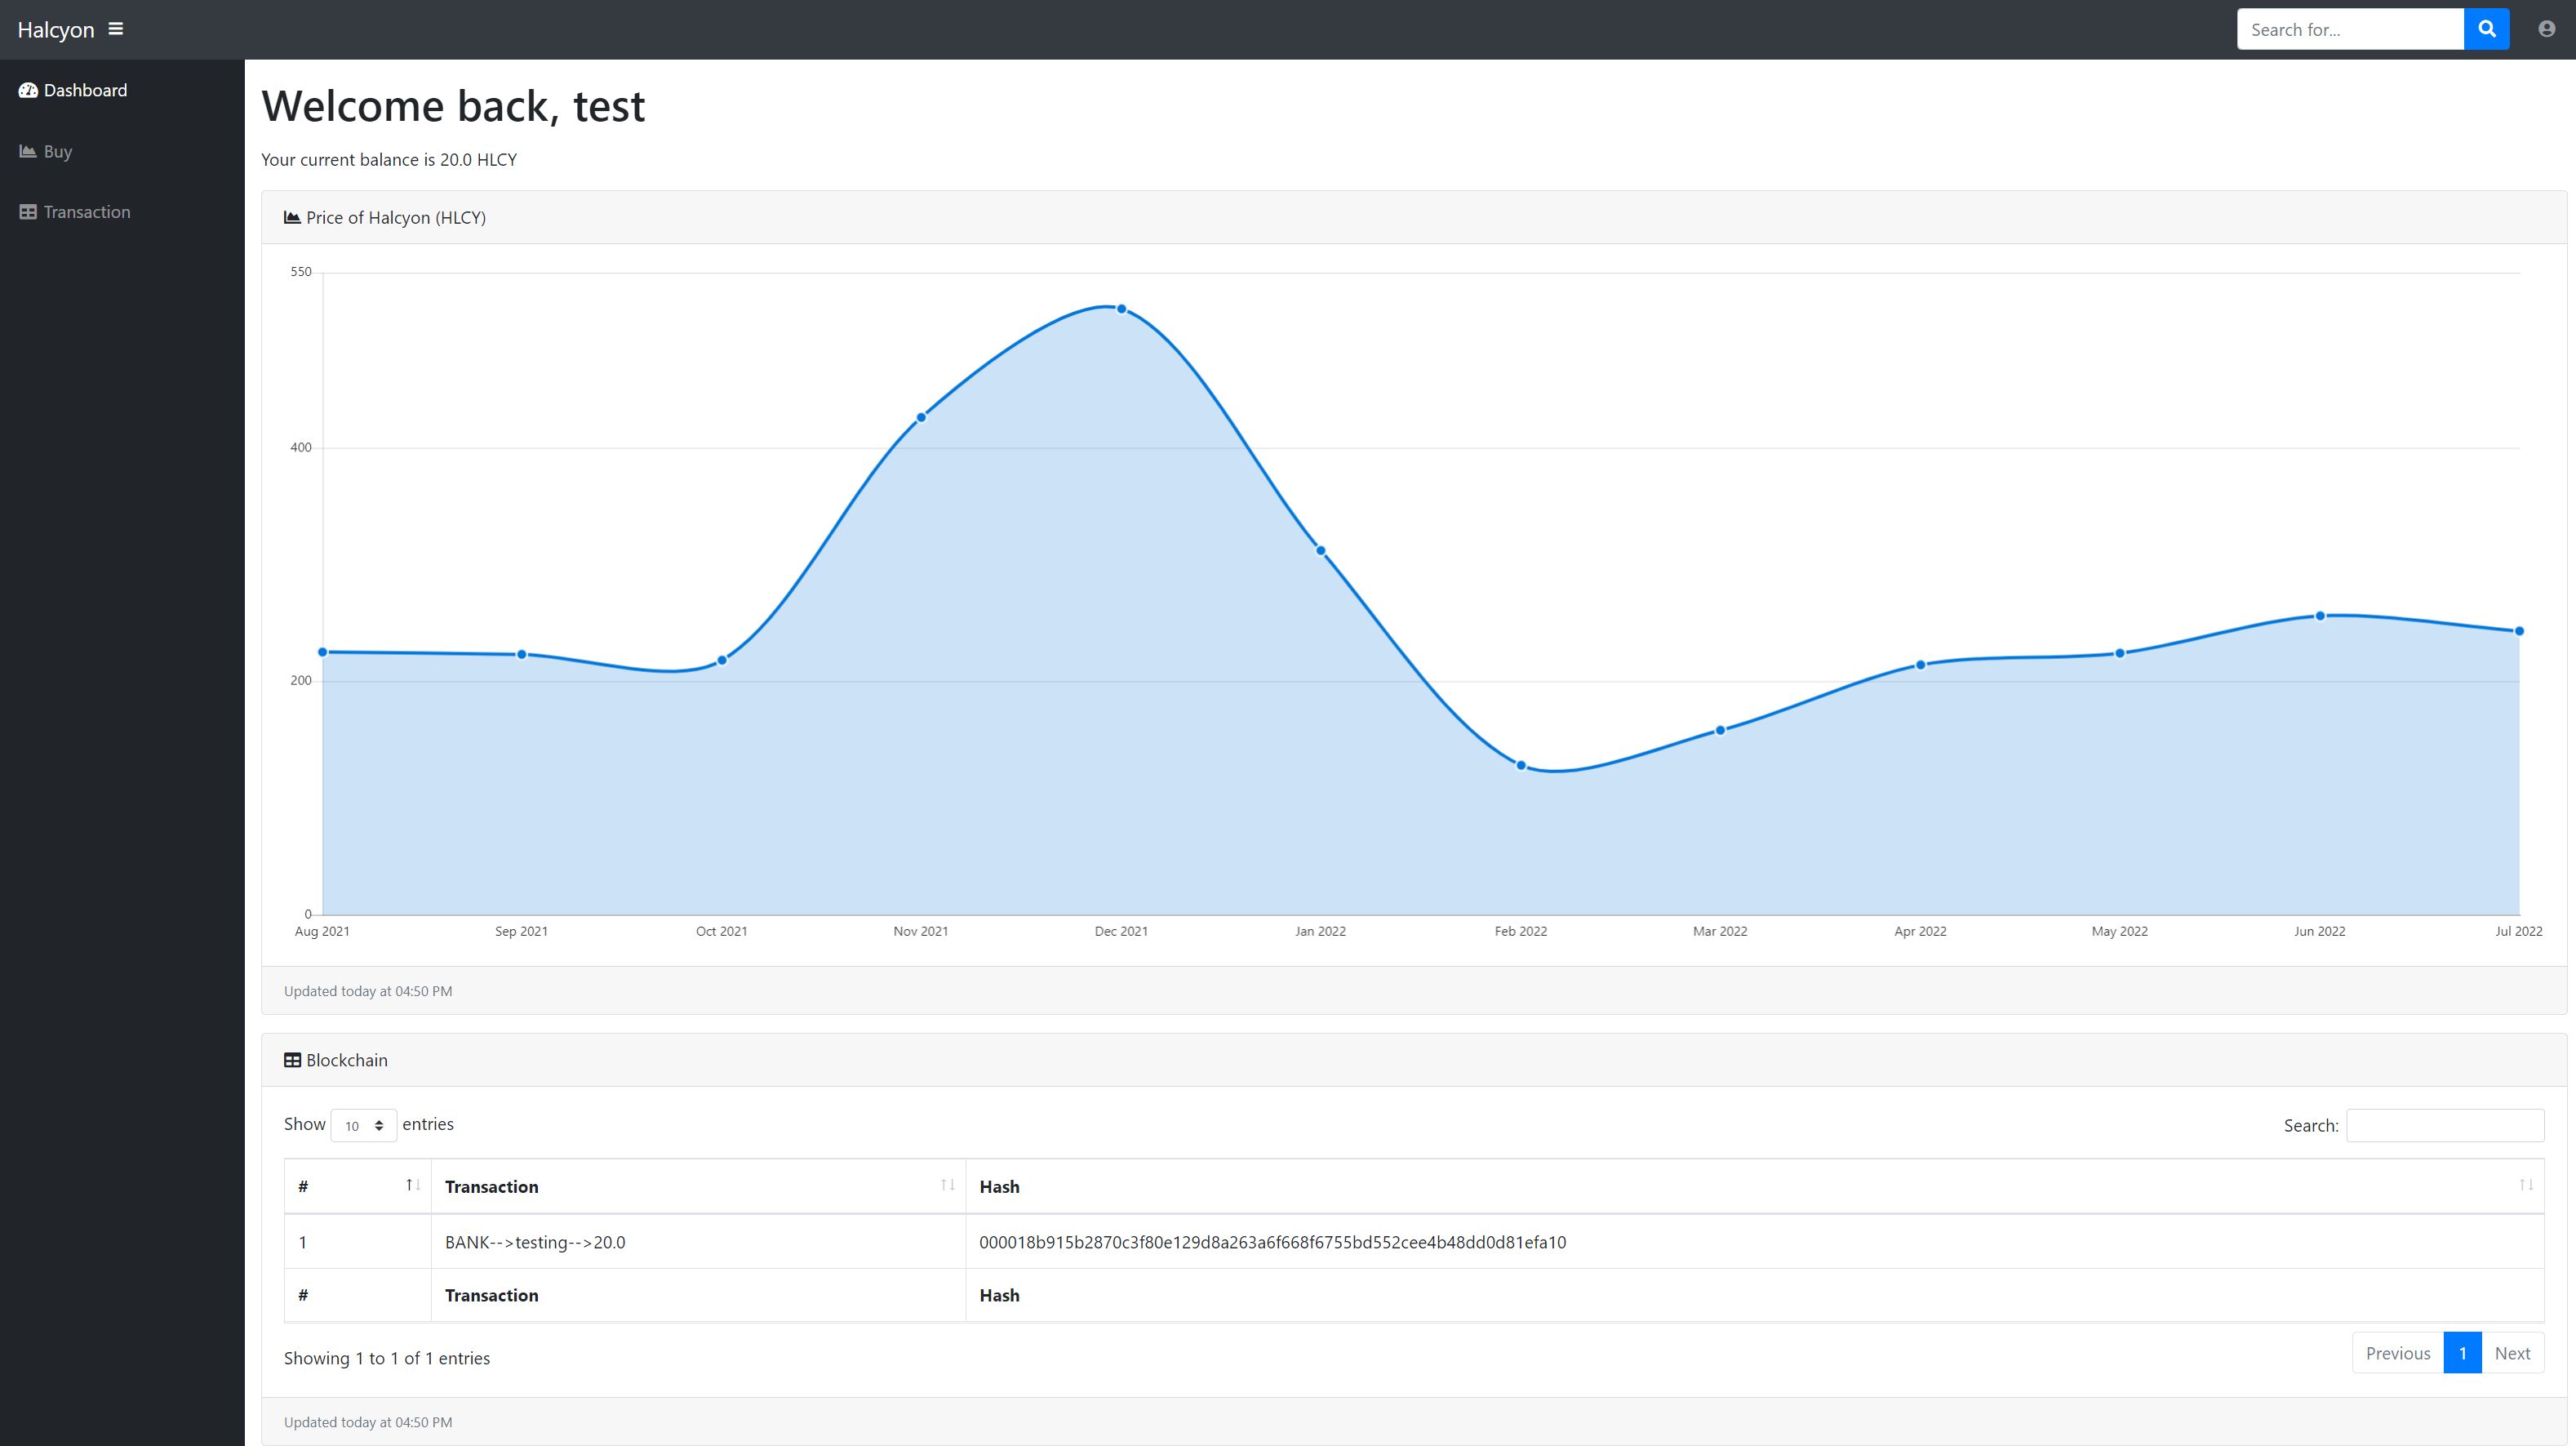 Halcyon
Search for...
Dashboard
Buy
Transaction
Welcome back, test
Your current balance is 20.0 HLCY
Price of Halcyon (HLCY)
550
400
200
0
Aug 2021 Sep 2021 Oct 2021 Nov 2021 Dec 2021 Jan 2022 Feb 2022 Mar 2022 Apr 2022 May 2022 Jun 2022 Jul 2022
Updated today at 04:50 PM
Blockchain
Show 10 entries Search:
# Transaction Hash
1 BANK-->testing-->20.0 000018b915b2870c3f80e129d8a263a6f668f6755bd552cee4b48dd0d81efa10
# Transaction Hash
Showing 1 to 1 of 1 entries Previous 1 Next
Updated today at 04:50 PM